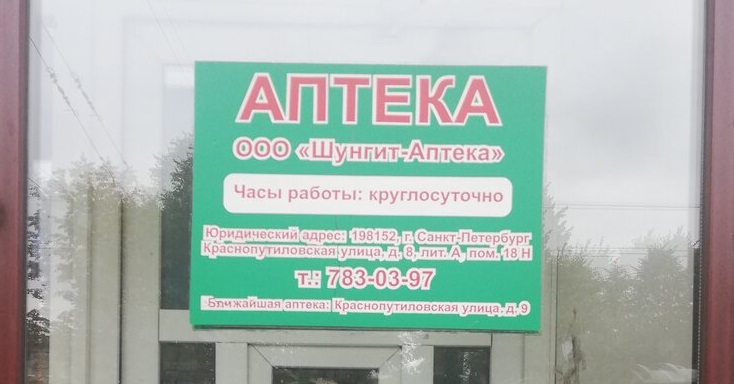 АПТЕКА
ООО «Шунгит-Аптека»
Часы работы: круглосуточно
Юридический адрес: 198152, г. Санкт-Петербург
Краснопутиловская улица, д. 8, лит. А, пом. 18 Н
т.: 783-03-97
Ближайшая аптека: Краснопутиловская улица, д. 9